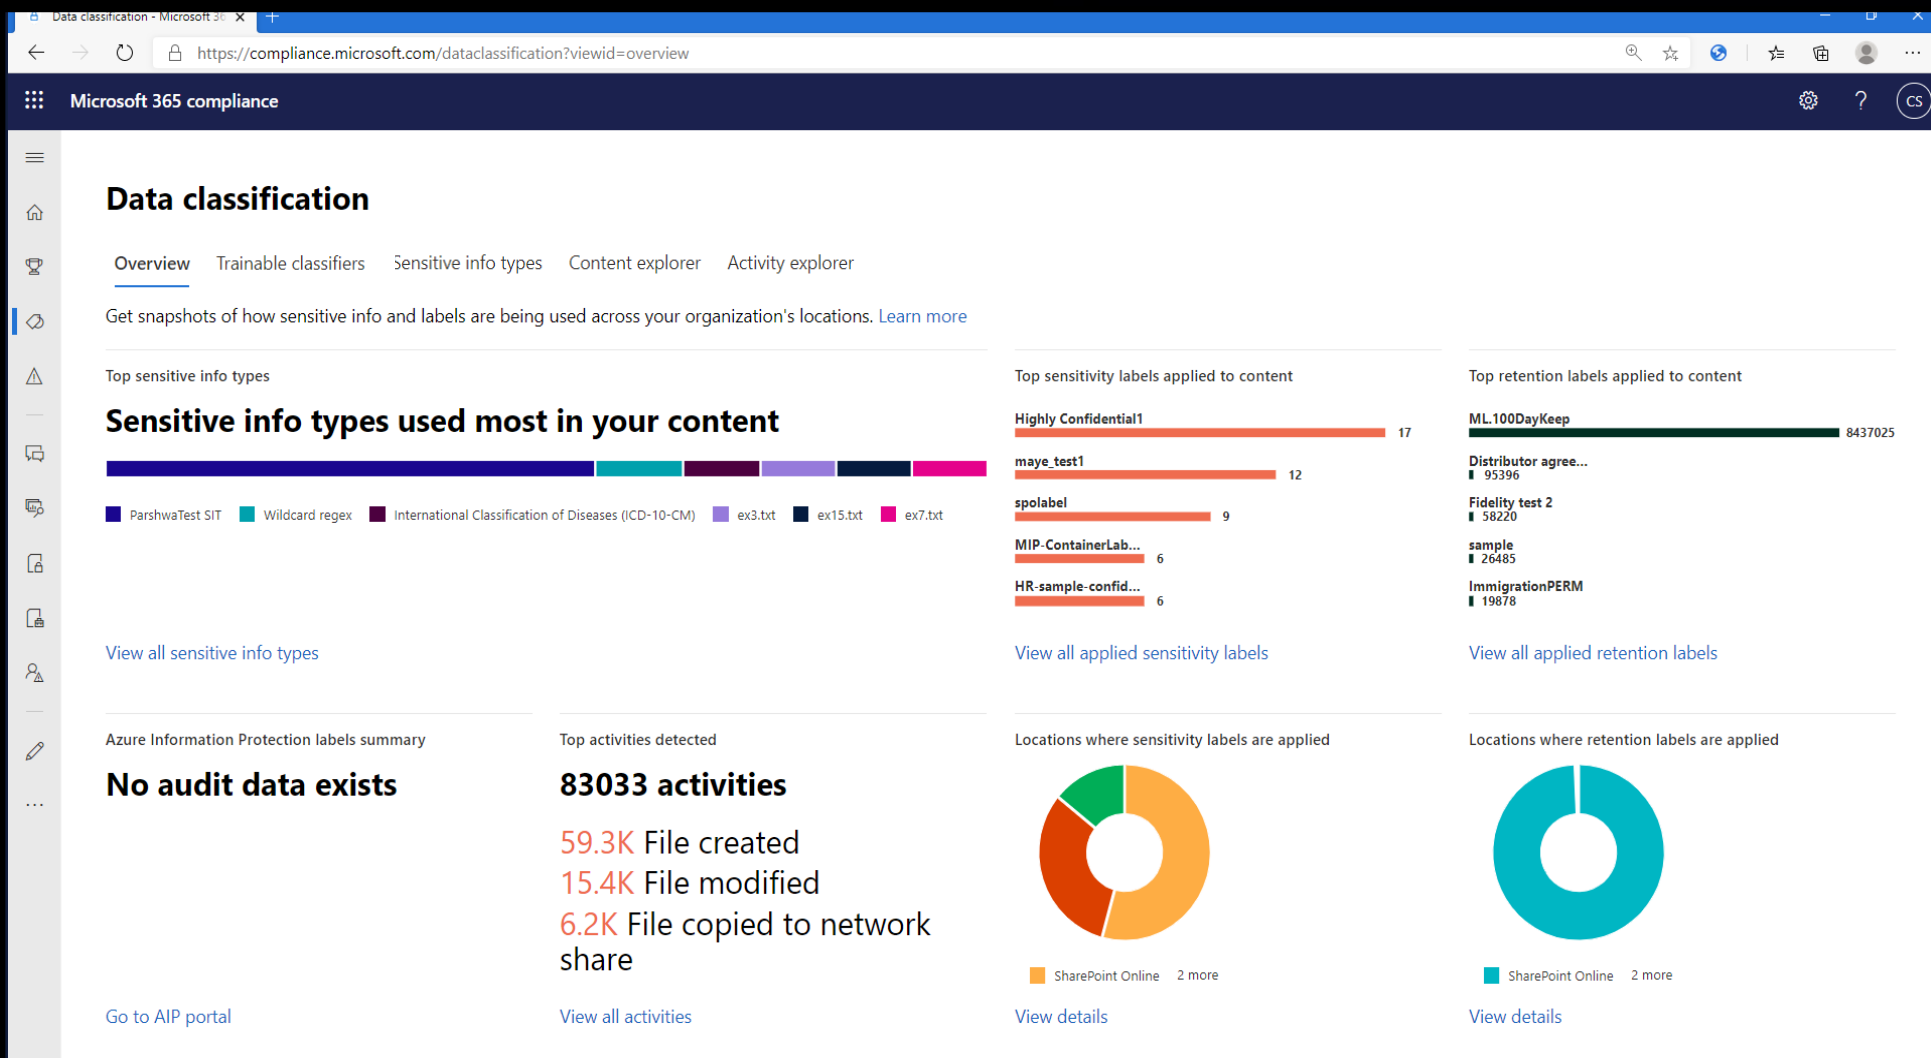 Data classification - Microsoft 36
https://compliance.microsoft.com/dataclassification?viewid=overview
Microsoft 365 compliance
CS
Data classification
Overview
Trainable classifiers
Sensitive info types
Content explorer
Activity explorer
Get snapshots of how sensitive info and labels are being used across your organization's locations. Learn more
Top sensitive info types
Sensitive info types used most in your content
ParshwaTest SIT
Wildcard regex
International Classification of Diseases (ICD-10-CM)
ex3.txt
ex15.txt
ex7.txt
View all sensitive info types
Top sensitivity labels applied to content
Highly Confidential1
17
maye_test1
12
spolabel
9
MIP-ContainerLab...
6
HR-sample-confid...
6
View all applied sensitivity labels
Top retention labels applied to content
ML.100DayKeep
8437025
Distributor agree...
95396
Fidelity test 2
58220
sample
26485
ImmigrationPERM
19878
View all applied retention labels
Azure Information Protection labels summary
No audit data exists
Go to AIP portal
Top activities detected
83033 activities
59.3K File created
15.4K File modified
6.2K File copied to network
share
View all activities
Locations where sensitivity labels are applied
SharePoint Online
2 more
View details
Locations where retention labels are applied
SharePoint Online
2 more
View details